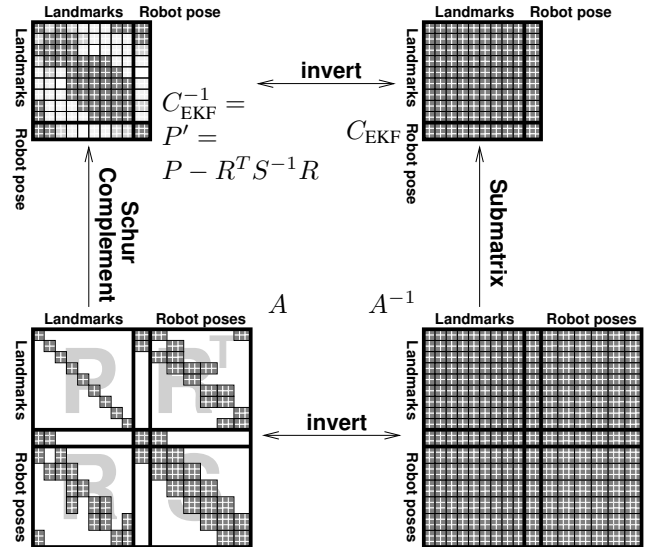 Landmarks Robot pose
Landmarks
Robot pose
C_EKF^{-1} =
P′ =
P − R^T S^{-1} R
invert
Landmarks Robot pose
Landmarks
Robot pose
C_EKF
Schur
Complement
Submatrix
Landmarks Robot poses
Landmarks
Robot poses
A
P R^T
R S
invert
A^{-1}
Landmarks Robot poses
Landmarks
Robot poses